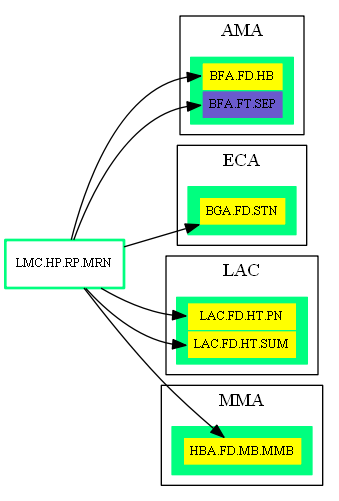 AMA
BFA.FD.HB
BFA.FT.SEP
ECA
BGA.FD.STN
LMC.HP.RP.MRN
LAC
LAC.FD.HT.PN
LAC.FD.HT.SUM
MMA
HBA.FD.MB.MMB